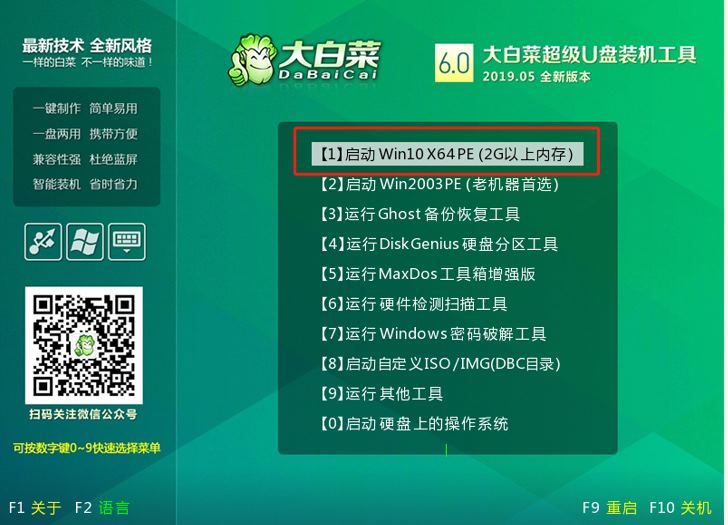 最新技术 全新风格
一样的白菜 不一样的味道！
一键制作 简单易用
一盘两用 携带方便
兼容性强 杜绝蓝屏
智能装机 省时省力
扫码关注微信公众号
可按数字键0~9快速选择菜单
大白菜
DaBaiCai
6.0
大白菜超级U盘装机工具
2019.05 全新版本
【1】启动 Win10 X64PE (2G以上内存)
【2】启动 Win2003PE (老机器首选)
【3】运行 Ghost 备份恢复工具
【4】运行 DiskGenius 硬盘分区工具
【5】运行 MaxDos 工具箱增强版
【6】运行 硬件检测扫描工具
【7】运行 Windows 密码破解工具
【8】启动自定义ISO/IMG(DBC目录)
【9】运行 其他工具
【0】启动 硬盘上的操作系统
F1 关于 F2 语言
F9 重启 F10 关机